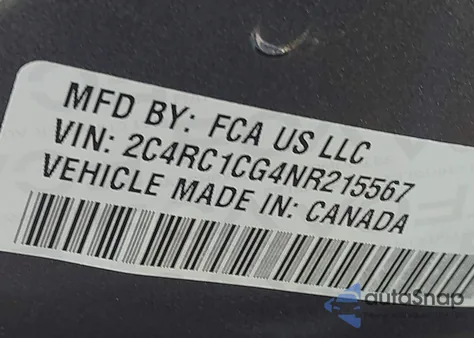 MFD BY: FCA US LLC
VIN: 2C4RC1CG4NR215567
VEHICLE MADE IN: CANADA
autoSnap